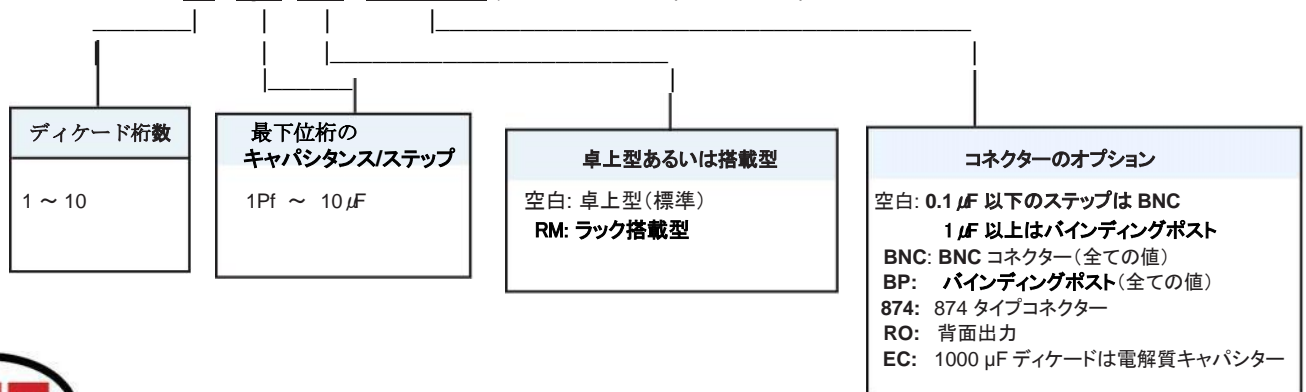 ディケード桁数
1 ~ 10
最下位桁の
キャパシタンス/ステップ
1Pf ~ 10 μF
卓上型あるいは搭載型
空白: 卓上型(標準)
RM: ラック搭載型
コネクターのオプション
空白: 0.1 μF 以下のステップは BNC
1 μF 以上はバインディングポスト
BNC: BNC コネクター(全ての値)
BP: バインディングポスト(全ての値)
874: 874 タイプコネクター
RO: 背面出力
EC: 1000 μF ディケードは電解質キャパシター